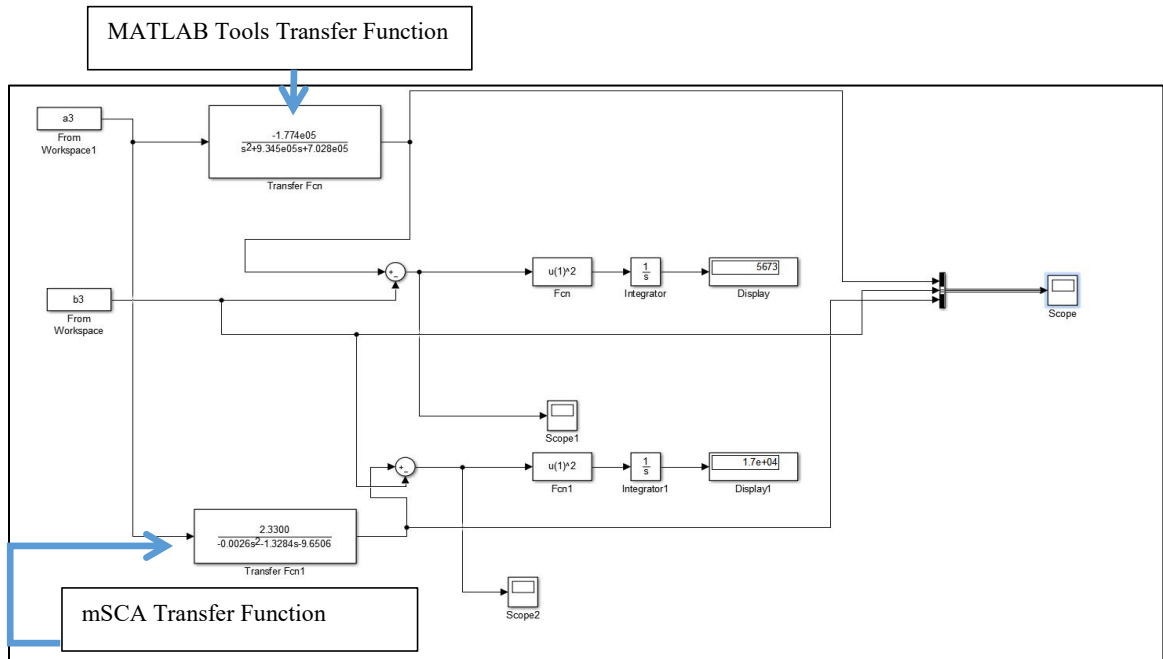 MATLAB Tools Transfer Function
a3
From
Workspace1
-1.774e05
s2+9.345e05s+7.028e05
Transfer Fcn
+
-
u(1)^2
Fcn
1
s
Integrator
5673
Display
b3
From
Workspace
Scope
Scope1
+
-
u(1)^2
Fcn1
1
s
Integrator1
1.7e+04
Display1
2.3300
-0.0026s2-1.3284s-9.6506
Transfer Fcn1
Scope2
mSCA Transfer Function